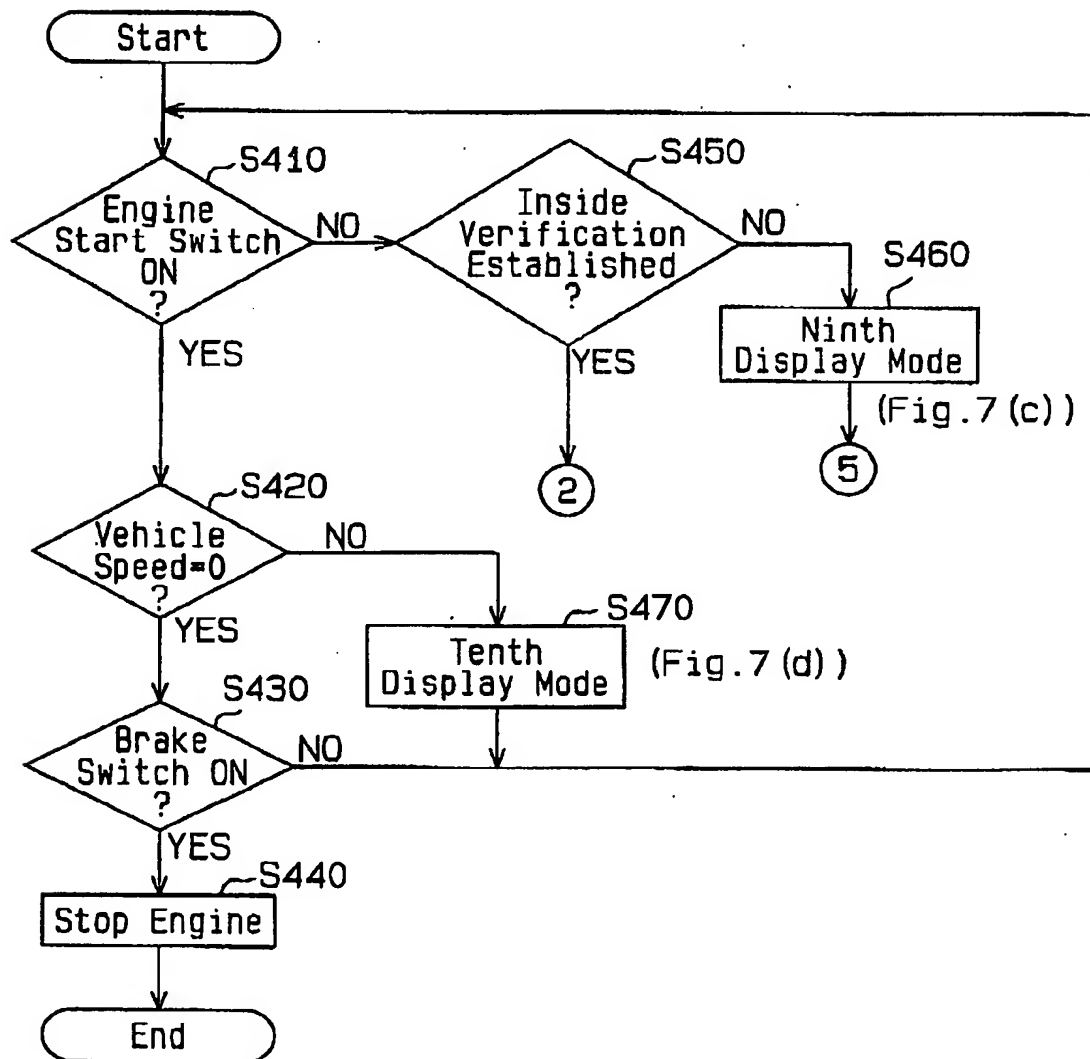 Start
S410
Engine
Start Switch
ON
?
NO
YES
S450
Inside
Verification
Established
?
NO
YES
2
S460
Ninth
Display Mode
(Fig.7(c))
5
S420
Vehicle
Speed=0
?
NO
YES
S470
Tenth
Display Mode
(Fig.7(d))
S430
Brake
Switch ON
?
NO
YES
S440
Stop Engine
End